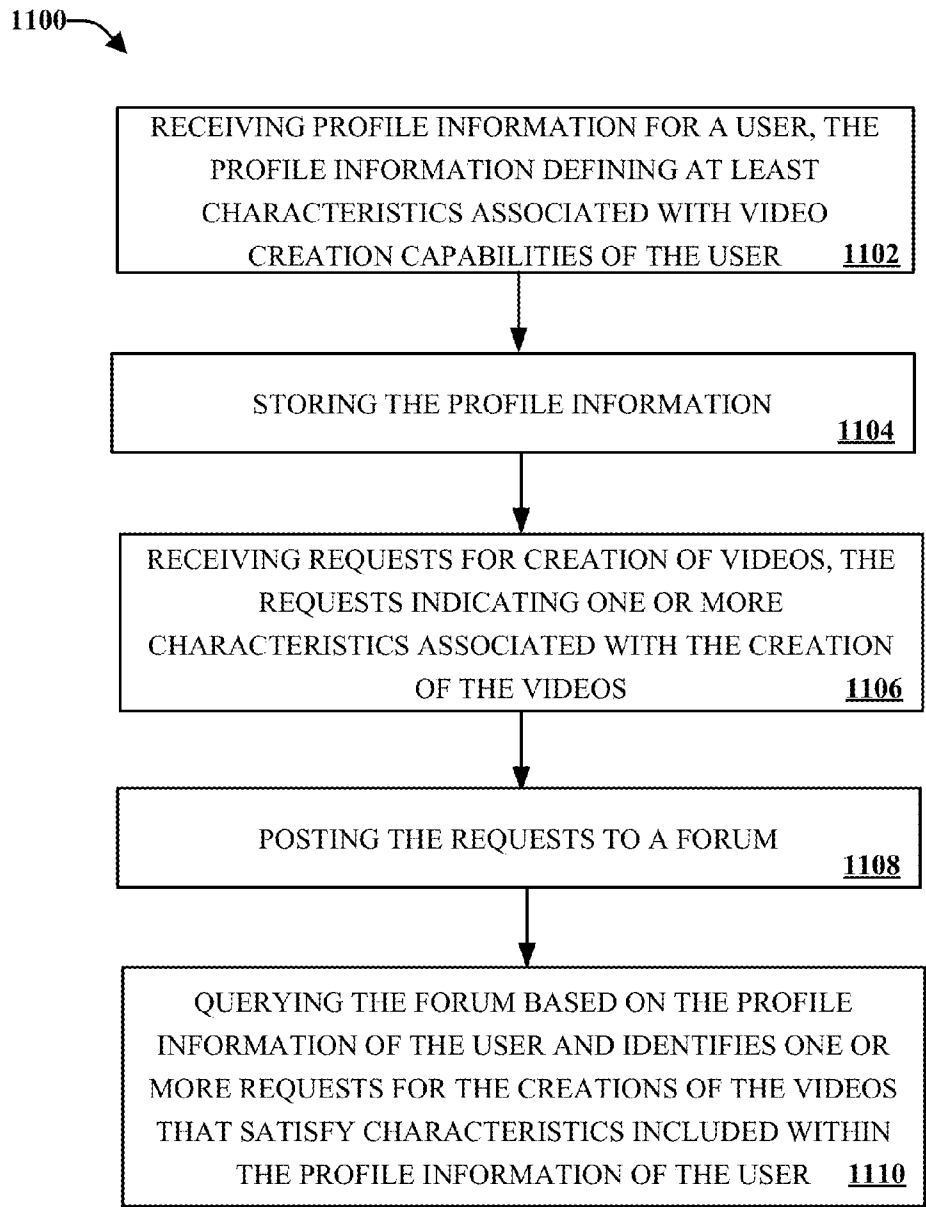 1100
RECEIVING PROFILE INFORMATION FOR A USER, THE
PROFILE INFORMATION DEFINING AT LEAST
CHARACTERISTICS ASSOCIATED WITH VIDEO
CREATION CAPABILITIES OF THE USER 1102
STORING THE PROFILE INFORMATION
1104
RECEIVING REQUESTS FOR CREATION OF VIDEOS, THE
REQUESTS INDICATING ONE OR MORE
CHARACTERISTICS ASSOCIATED WITH THE CREATION
OF THE VIDEOS 1106
POSTING THE REQUESTS TO A FORUM
1108
QUERYING THE FORUM BASED ON THE PROFILE
INFORMATION OF THE USER AND IDENTIFIES ONE OR
MORE REQUESTS FOR THE CREATIONS OF THE VIDEOS
THAT SATISFY CHARACTERISTICS INCLUDED WITHIN
THE PROFILE INFORMATION OF THE USER 1110